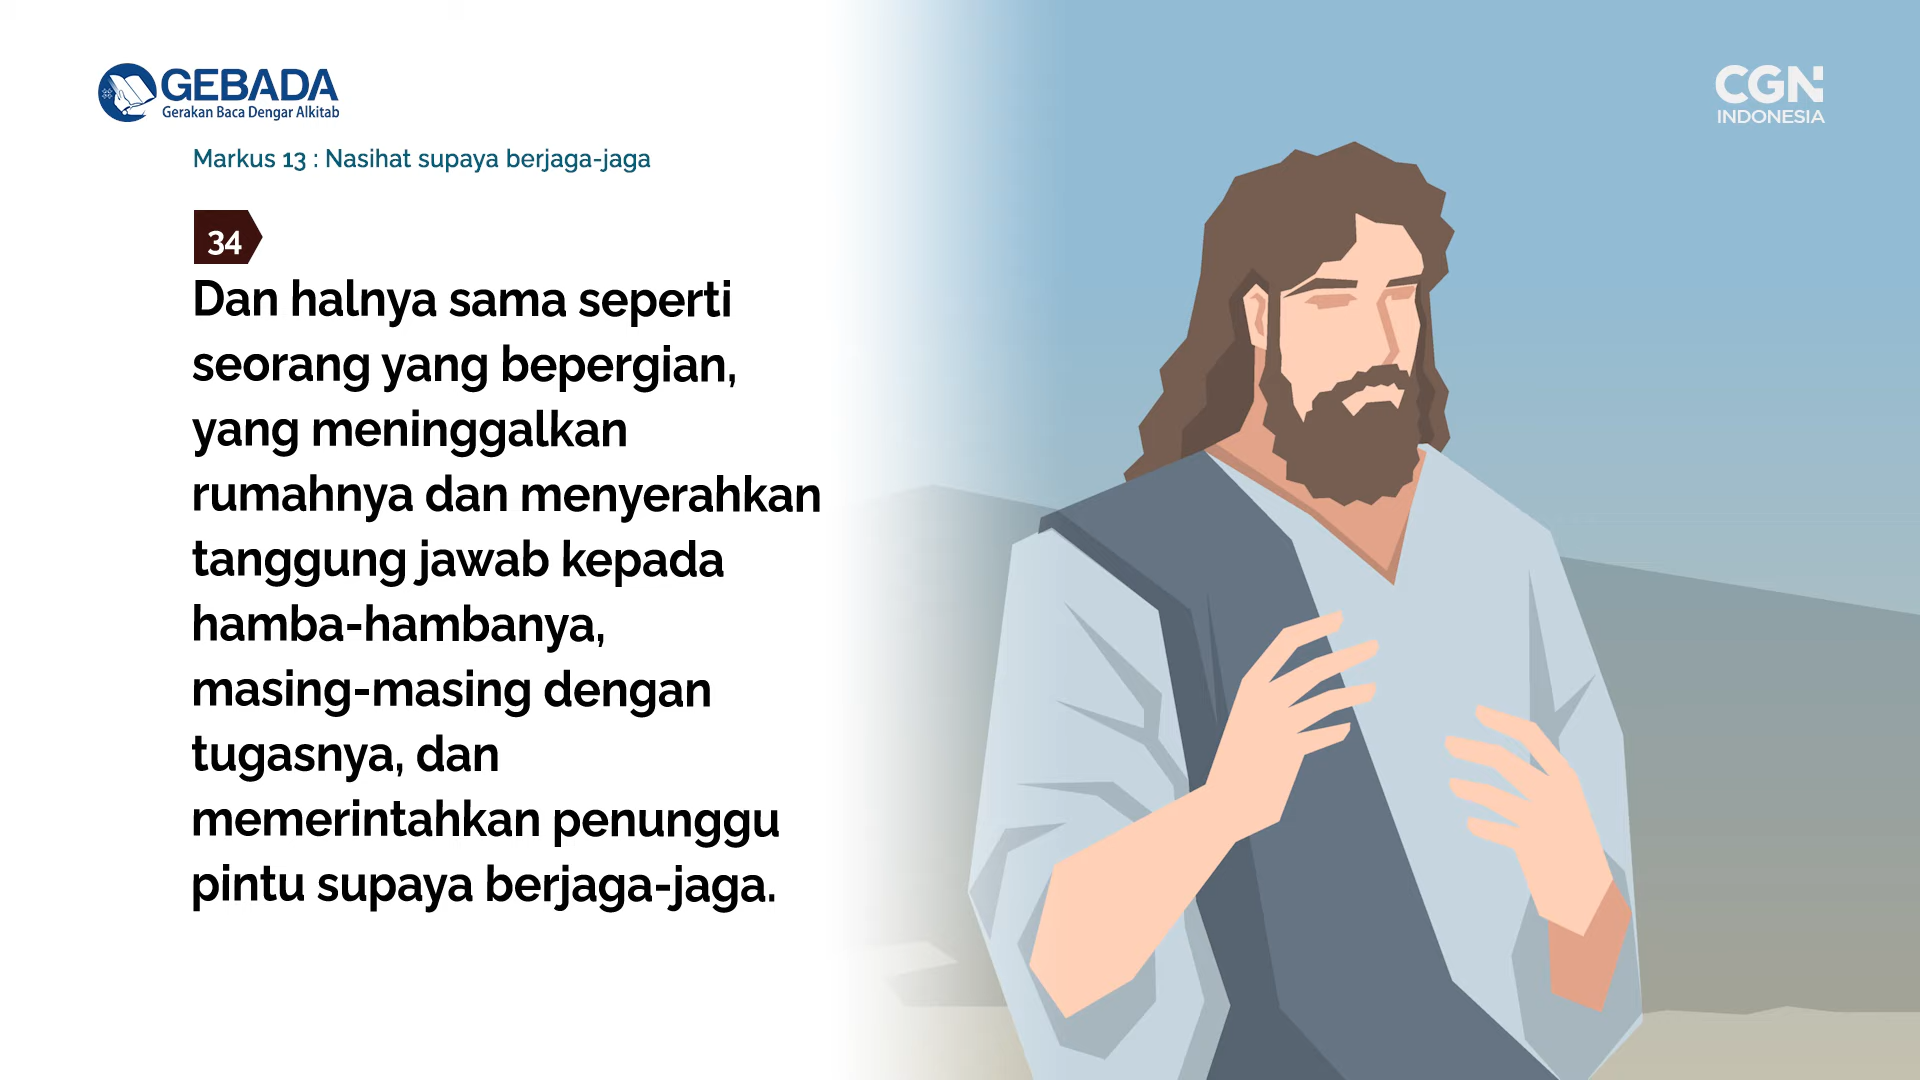 GEBADA
Gerakan Baca Dengar Alkitab
CGN
INDONESIA
Markus 13 : Nasihat supaya berjaga-jaga
34
Dan halnya sama seperti
seorang yang bepergian,
yang meninggalkan
rumahnya dan menyerahkan
tanggung jawab kepada
hamba-hambanya,
masing-masing dengan
tugasnya, dan
memerintahkan penunggu
pintu supaya berjaga-jaga.